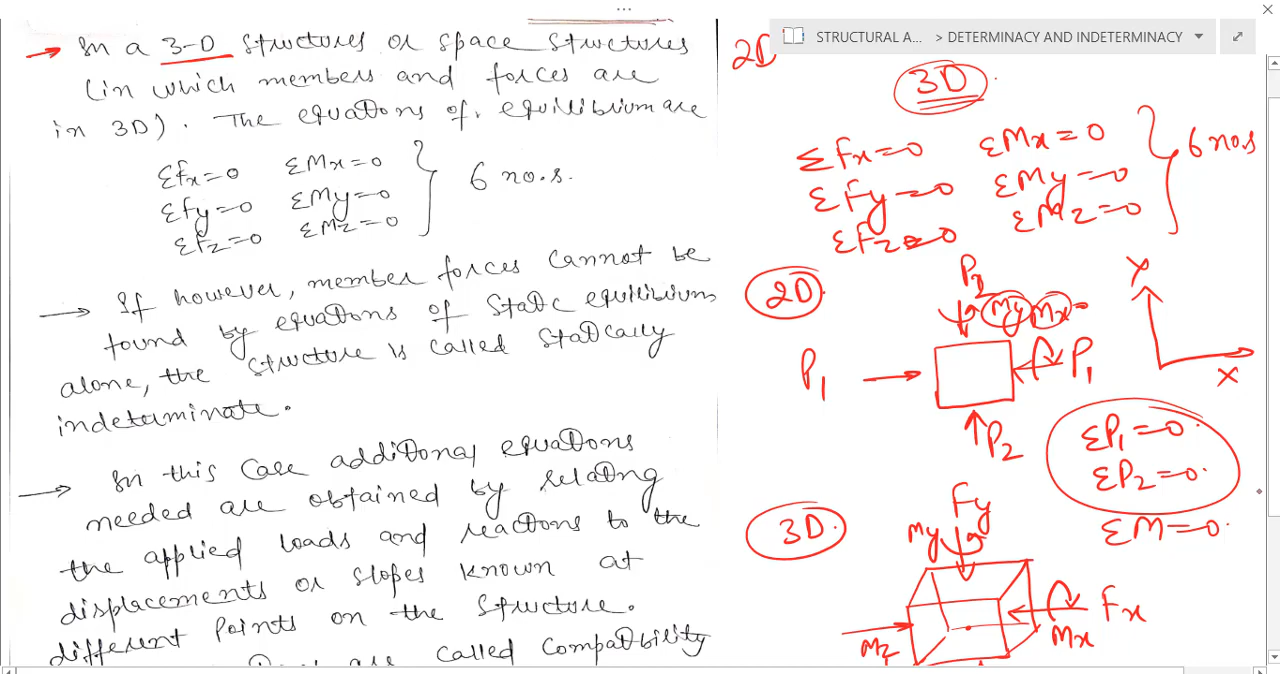 → In a 3-D structures or space structures
(in which members and forces are
in 3D). The equations of equilibrium are
Σfx=0 ΣMx=0
Σfy=0 ΣMy=0
Σfz=0 ΣMz=0
6 no.s.
→ If however, member forces cannot be
found by equations of static equilibrium
alone, the structure is called statically
indeterminate.
→ In this case additional equations
needed are obtained by relating
the applied loads and reactions to the
displacements or slopes known at
different points on the structure.
are called Compatibility
STRUCTURAL A... > DETERMINACY AND INDETERMINACY
2D
3D
ΣFx=0 ΣMx=0
ΣFy=0 ΣMy=0
ΣFz=0 ΣMz=0
6 no.s
2D
P2
My Mx=
P1
P1
P2
Y
X
ΣP1=0
ΣP2=0
ΣM=0
3D
Fy
My
Fx
Mx
Mz